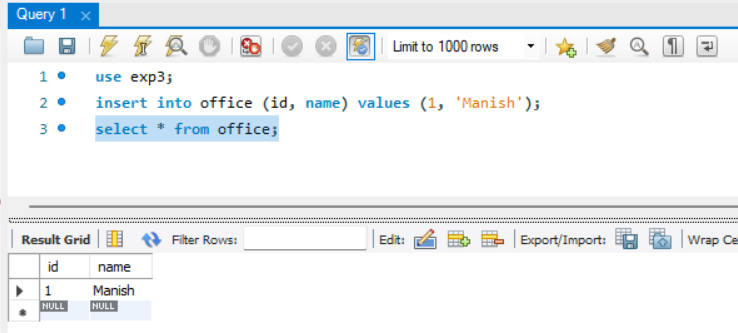 Query 1
Limit to 1000 rows
1 use exp3;
2 insert into office (id, name) values (1, 'Manish');
3 select * from office;
Result Grid Filter Rows: Edit: Export/Import: Wrap Ce
id name
1 Manish
NULL NULL